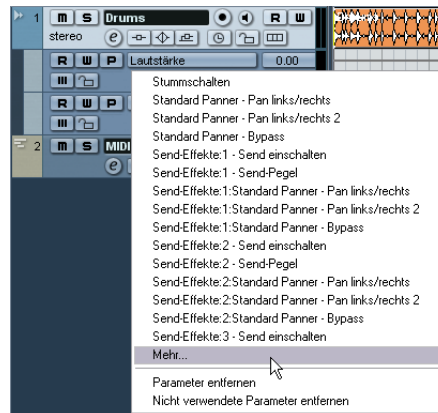 1 m S Drums R W
stereo e
R W P Lautstärke 0.00
Stummschalten
Standard Panner - Pan links/rechts
R W P
Standard Panner - Pan links/rechts 2
Standard Panner - Bypass
2 m S MIDI
Send-Effekte:1 - Send einschalten
e
Send-Effekte:1 - Send-Pegel
Send-Effekte:1:Standard Panner - Pan links/rechts
Send-Effekte:1:Standard Panner - Pan links/rechts 2
Send-Effekte:1:Standard Panner - Bypass
Send-Effekte:2 - Send einschalten
Send-Effekte:2 - Send-Pegel
Send-Effekte:2:Standard Panner - Pan links/rechts
Send-Effekte:2:Standard Panner - Pan links/rechts 2
Send-Effekte:2:Standard Panner - Bypass
Send-Effekte:3 - Send einschalten
Mehr...
Parameter entfernen
Nicht verwendete Parameter entfernen